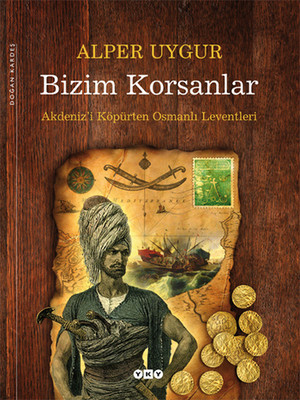 DOĞAN KARDEŞ
ALPER UYGUR
Bizim Korsanlar
Akdeniz'i Köpürten Osmanlı Leventleri
YKY